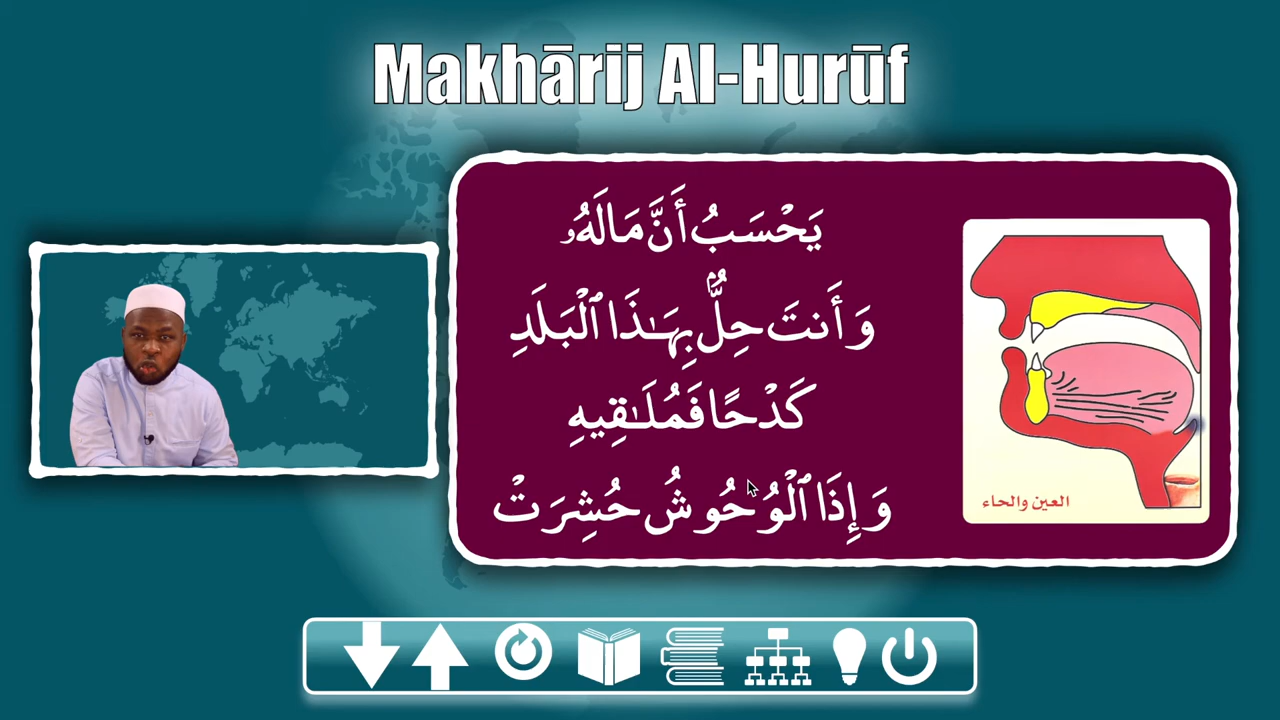 Makhārij Al-Hurūf
يَحْسَبُ أَنَّ مَالَهُۥ
وَأَنتَ حِلٌّۢ بِهَـٰذَا ٱلْبَلَدِ
كَدْحًا فَمُلَـٰقِيهِ
وَإِذَا ٱلْوُحُوشُ حُشِرَتْ
العين والحاء